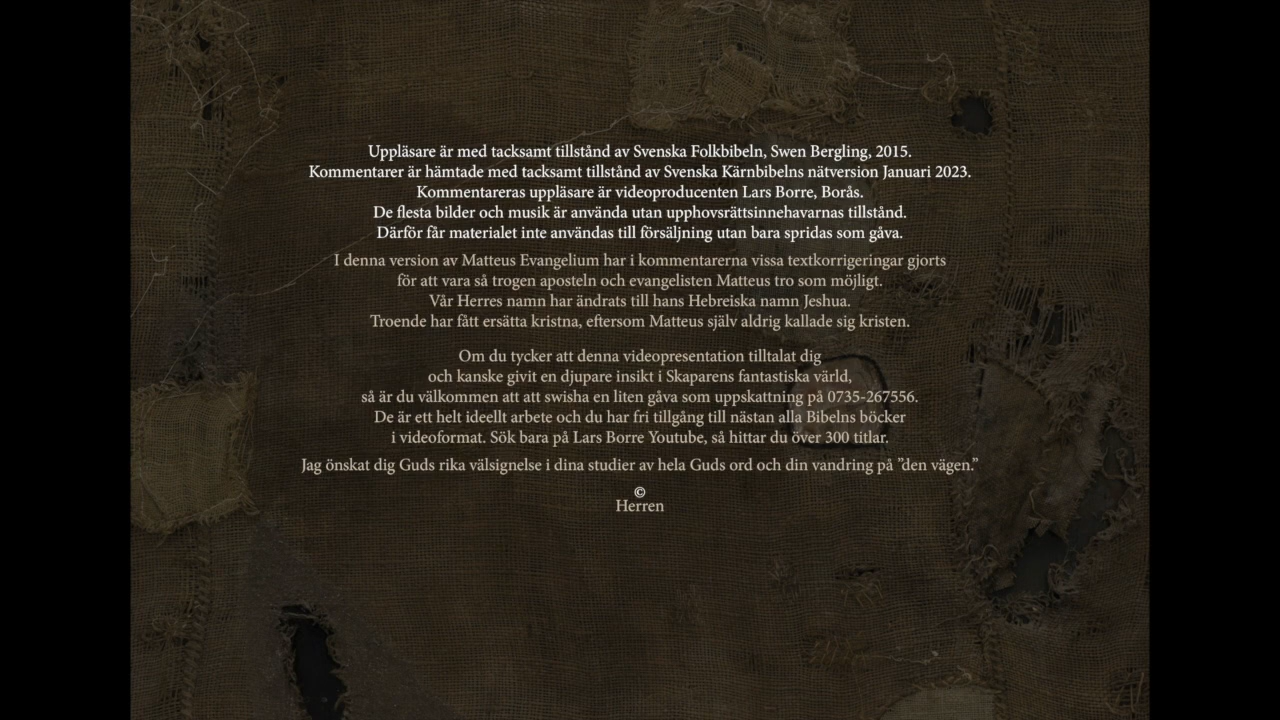 Uppläsare är med tacksamt tillstånd av Svenska Folkbibeln, Swen Bergling, 2015.
Kommentarer är hämtade med tacksamt tillstånd av Svenska Kärnbibelns nätversion Januari 2023.
Kommentareras uppläsare är videoproducenten Lars Borre, Borås.
De flesta bilder och musik är använda utan upphovsrättsinnehavarnas tillstånd.
Därför får materialet inte användas till försäljning utan bara spridas som gåva.
I denna version av Matteus Evangelium har i kommentarerna vissa textkorrigeringar gjorts
för att vara så trogen aposteln och evangelisten Matteus tro som möjligt.
Vår Herres namn har ändrats till hans Hebreiska namn Jeshua.
Troende har fått ersätta kristna, eftersom Matteus själv aldrig kallade sig kristen.
Om du tycker att denna videopresentation tilltalat dig
och kanske givit en djupare insikt i Skaparens fantastiska värld,
så är du välkommen att att swisha en liten gåva som uppskattning på 0735-267556.
De är ett helt ideellt arbete och du har fri tillgång till nästan alla Bibelns böcker
i videoformat. Sök bara på Lars Borre Youtube, så hittar du över 300 titlar.
Jag önskat dig Guds rika välsignelse i dina studier av hela Guds ord och din vandring på ”den vägen.”
©
Herren